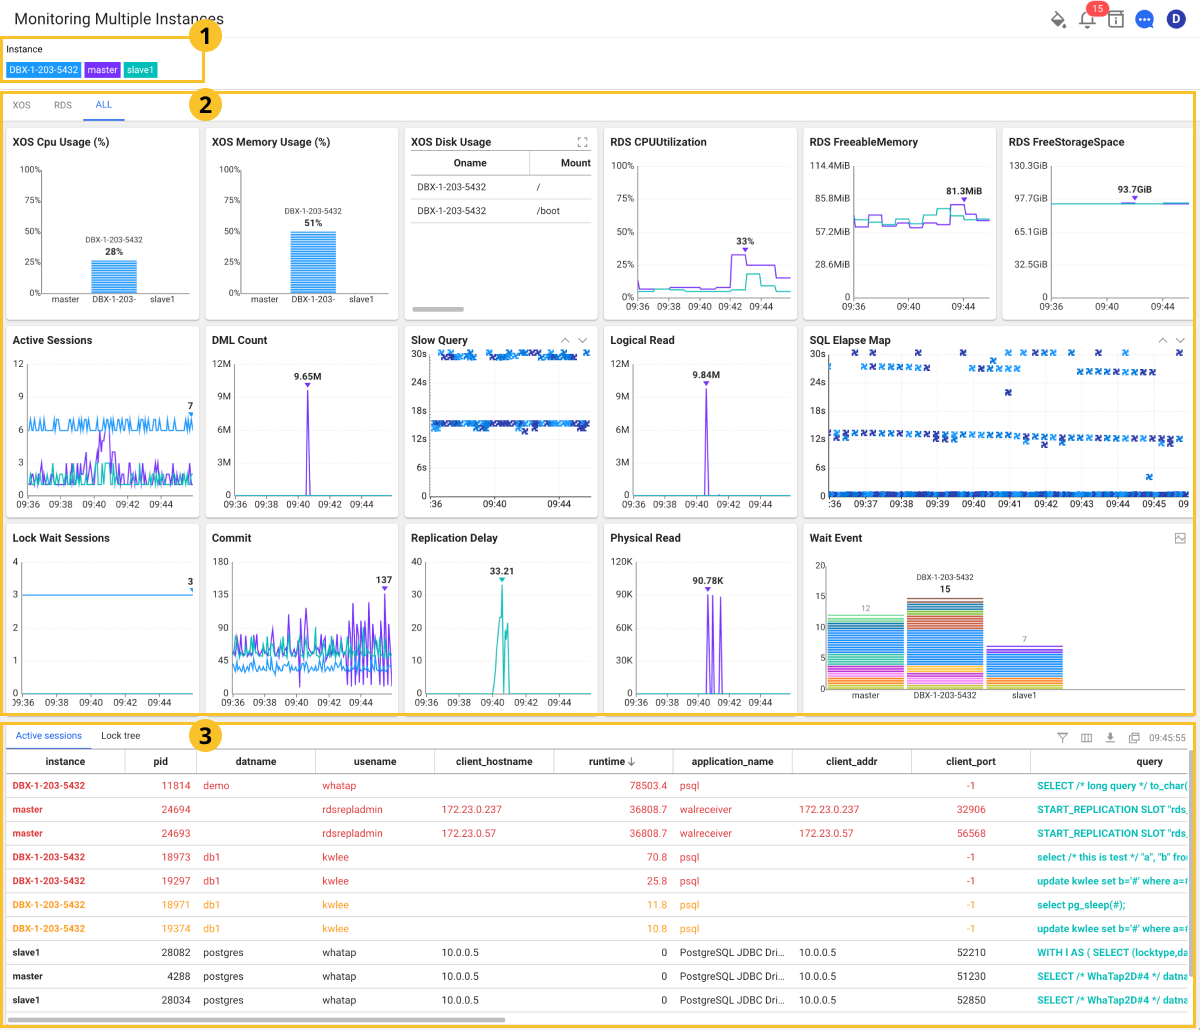 Monitoring Multiple Instances
15
D
1
Instance
DBX-1-203-5432 master slave1
XOS RDS ALL
2
XOS Cpu Usage (%)
100%
75%
50%
25%
0%
DBX-1-203-5432
28%
master DBX-1-203- slave1
XOS Memory Usage (%)
100%
75%
50%
25%
0%
DBX-1-203-5432
51%
master DBX-1-203- slave1
XOS Disk Usage
Oname Mount
DBX-1-203-5432 /
DBX-1-203-5432 /boot
RDS CPUUtilization
100%
75%
50%
25%
0%
33%
09:36 09:38 09:40 09:42 09:44
RDS FreeableMemory
114.4MiB
85.8MiB
57.2MiB
28.6MiB
0
81.3MiB
09:36 09:40 09:44
RDS FreeStorageSpace
130.3GiB
97.7GiB
65.1GiB
32.5GiB
0
93.7GiB
09:36 09:40 09:44
Active Sessions
12
9
6
3
0
7
09:36 09:38 09:40 09:42 09:44
DML Count
12M
9M
6M
3M
0
9.65M
09:36 09:38 09:40 09:42 09:44
Slow Query
30s
24s
18s
12s
6s
0
:36 09:40 09:44
Logical Read
12M
9M
6M
3M
0
9.84M
09:36 09:38 09:40 09:42 09:44
SQL Elapse Map
30s
24s
18s
12s
6s
0
:36 09:37 09:38 09:39 09:40 09:41 09:42 09:43 09:44 09:45 09:
Lock Wait Sessions
4
3
2
1
0
3
09:36 09:38 09:40 09:42 09:44
Commit
180
135
90
45
0
137
09:36 09:38 09:40 09:42 09:44
Replication Delay
40
30
20
10
0
33.21
09:36 09:38 09:40 09:42 09:44
Physical Read
120K
90K
60K
30K
0
90.78K
09:36 09:38 09:40 09:42 09:44
Wait Event
20
15
10
5
0
12
DBX-1-203-5432
15
7
master DBX-1-203-5432 slave1
Active sessions Lock tree
3
09:45:55
instance pid datname usename client_hostname runtime ↓ application_name client_addr client_port query
DBX-1-203-5432 11814 demo whatap 78503.4 psql -1 SELECT /* long query */ to_char(
master 24694 rdsrepladmin 172.23.0.237 36808.7 walreceiver 172.23.0.237 32906 START_REPLICATION SLOT "rds_
master 24693 rdsrepladmin 172.23.0.57 36808.7 walreceiver 172.23.0.57 56568 START_REPLICATION SLOT "rds_
DBX-1-203-5432 18973 db1 kwlee 70.8 psql -1 select /* this is test */ "a", "b" fro
DBX-1-203-5432 19297 db1 kwlee 25.8 psql -1 update kwlee set b='#' where a=#
DBX-1-203-5432 18971 db1 kwlee 11.8 psql -1 select pg_sleep(#);
DBX-1-203-5432 19374 db1 kwlee 10.8 psql -1 update kwlee set b='#' where a=#
slave1 28082 postgres whatap 10.0.0.5 0 PostgreSQL JDBC Dri... 10.0.0.5 52210 WITH l AS ( SELECT (locktype,da
master 4288 postgres whatap 10.0.0.5 0 PostgreSQL JDBC Dri... 10.0.0.5 51230 SELECT /* WhaTap2D#4 */ datna
slave1 28034 postgres whatap 10.0.0.5 0 PostgreSQL JDBC Dri... 10.0.0.5 52850 SELECT /* WhaTap2D#4 */ datna